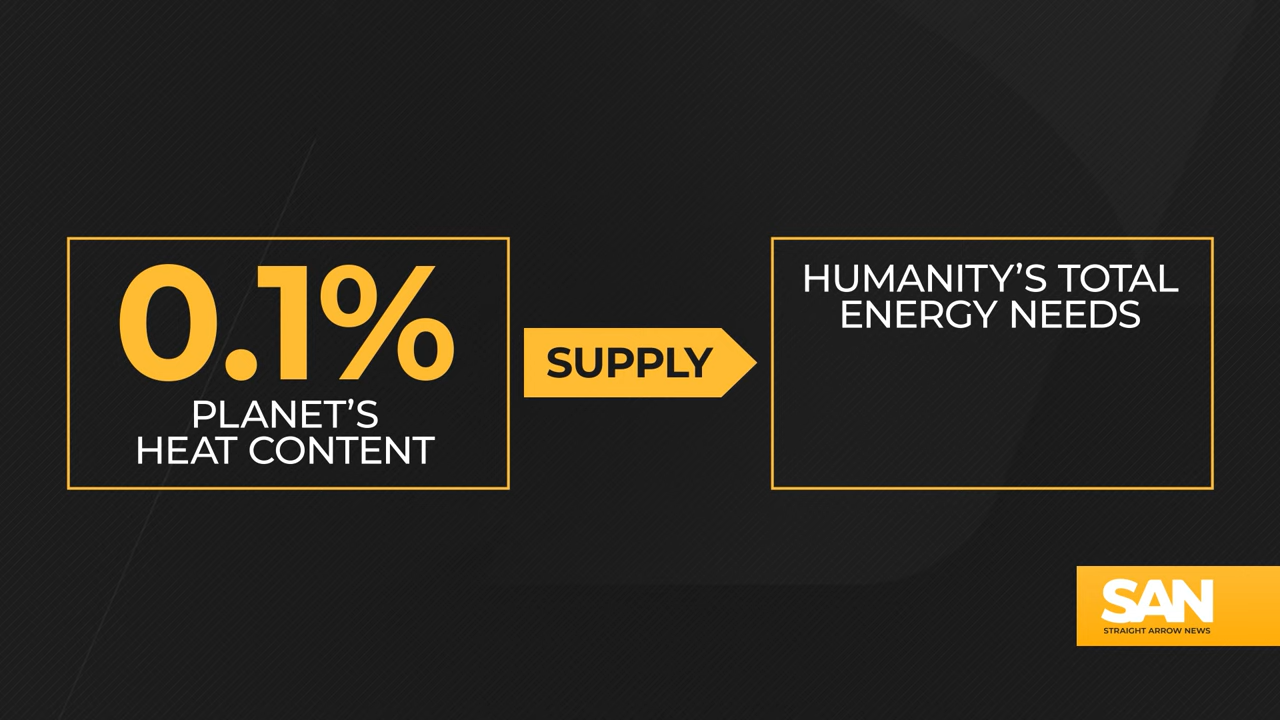 0.1%
PLANET’S
HEAT CONTENT
SUPPLY
HUMANITY’S TOTAL
ENERGY NEEDS
SAN
STRAIGHT ARROW NEWS